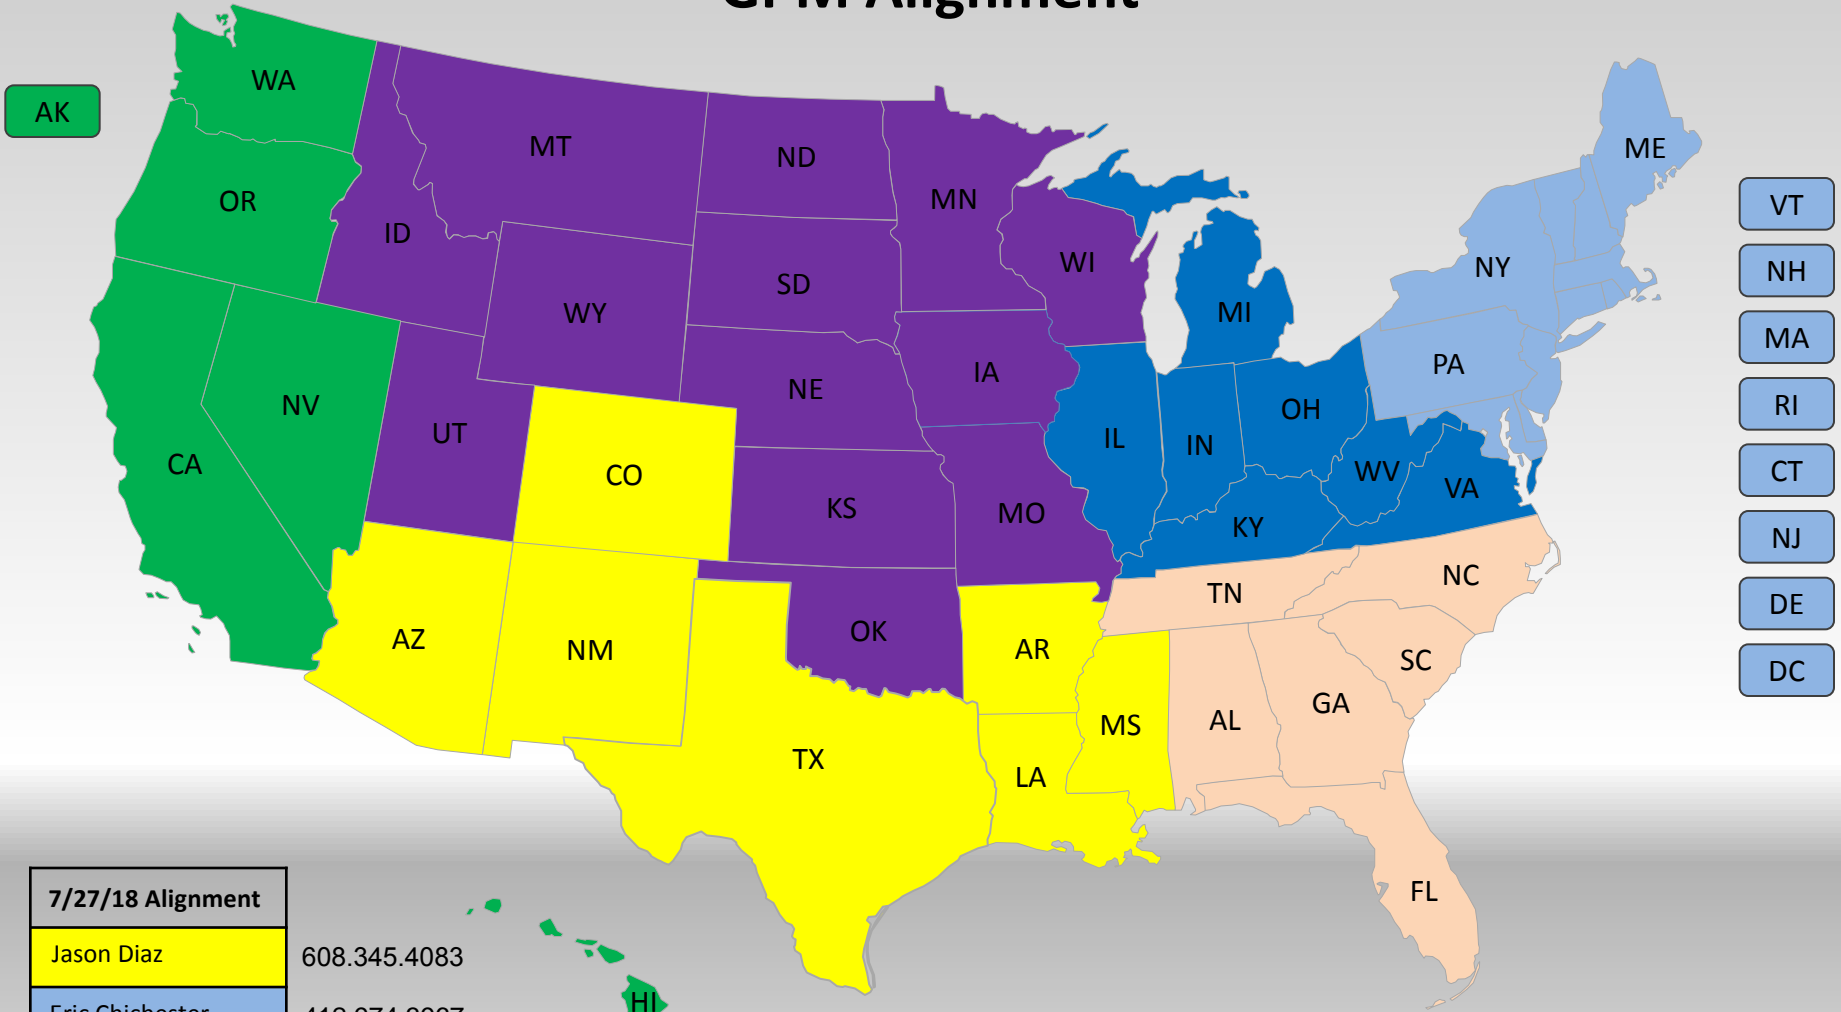 Alignment
WA
AK
MT
ND
ME
OR
MN
VT
ID
WI
NY
NH
SD
WY
MI
MA
PA
IA
NE
RI
NV
OH
UT
IL
IN
CA
CO
WV
CT
KS
MO
VA
KY
NJ
NC
TN
DE
OK
AZ
NM
AR
SC
DC
GA
AL
MS
TX
LA
FL
7/27/18 Alignment
Jason Diaz 608.345.4083
Eric Chichester
HI